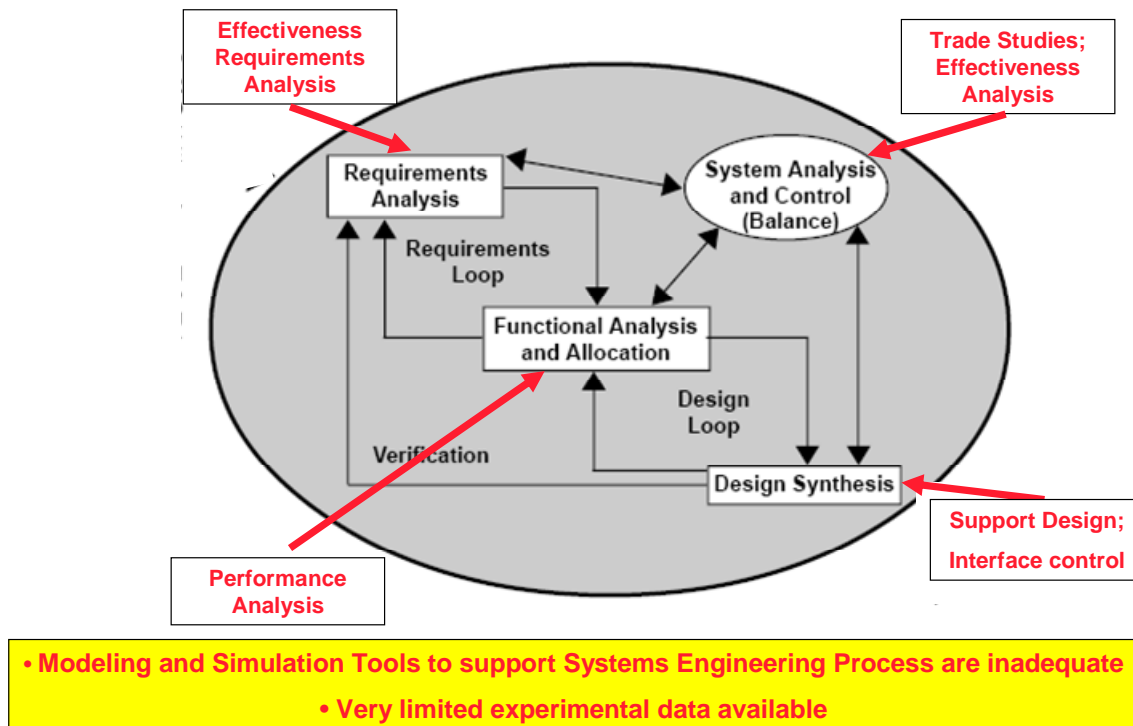 Effectiveness
Requirements
Analysis
Trade Studies;
Effectiveness
Analysis
Requirements
Analysis
System Analysis
and Control
(Balance)
Requirements
Loop
Functional Analysis
and Allocation
Design
Loop
Verification
Design Synthesis
Support Design;
Interface control
Performance
Analysis
• Modeling and Simulation Tools to support Systems Engineering Process are inadequate
• Very limited experimental data available